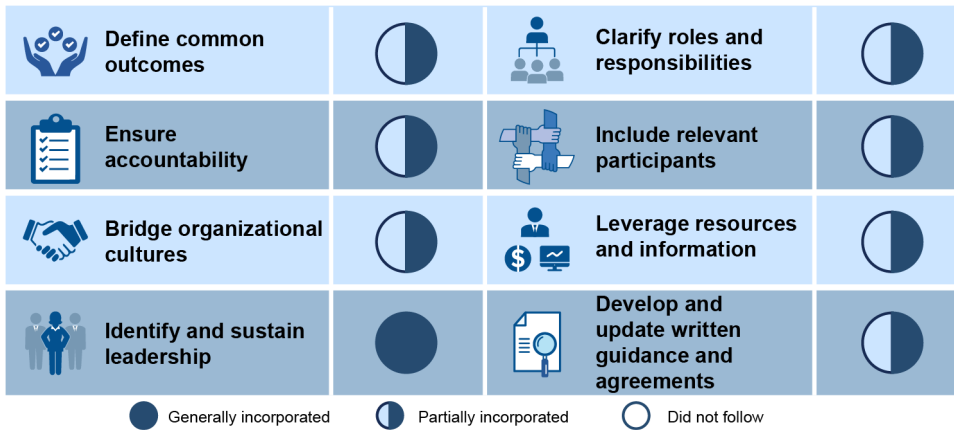 Define common
outcomes
Clarify roles and
responsibilities
Ensure
accountability
Include relevant
participants
Bridge organizational
cultures
Leverage resources
and information
$
Identify and sustain
leadership
Develop and
update written
guidance and
agreements
Generally incorporated
Partially incorporated
Did not follow